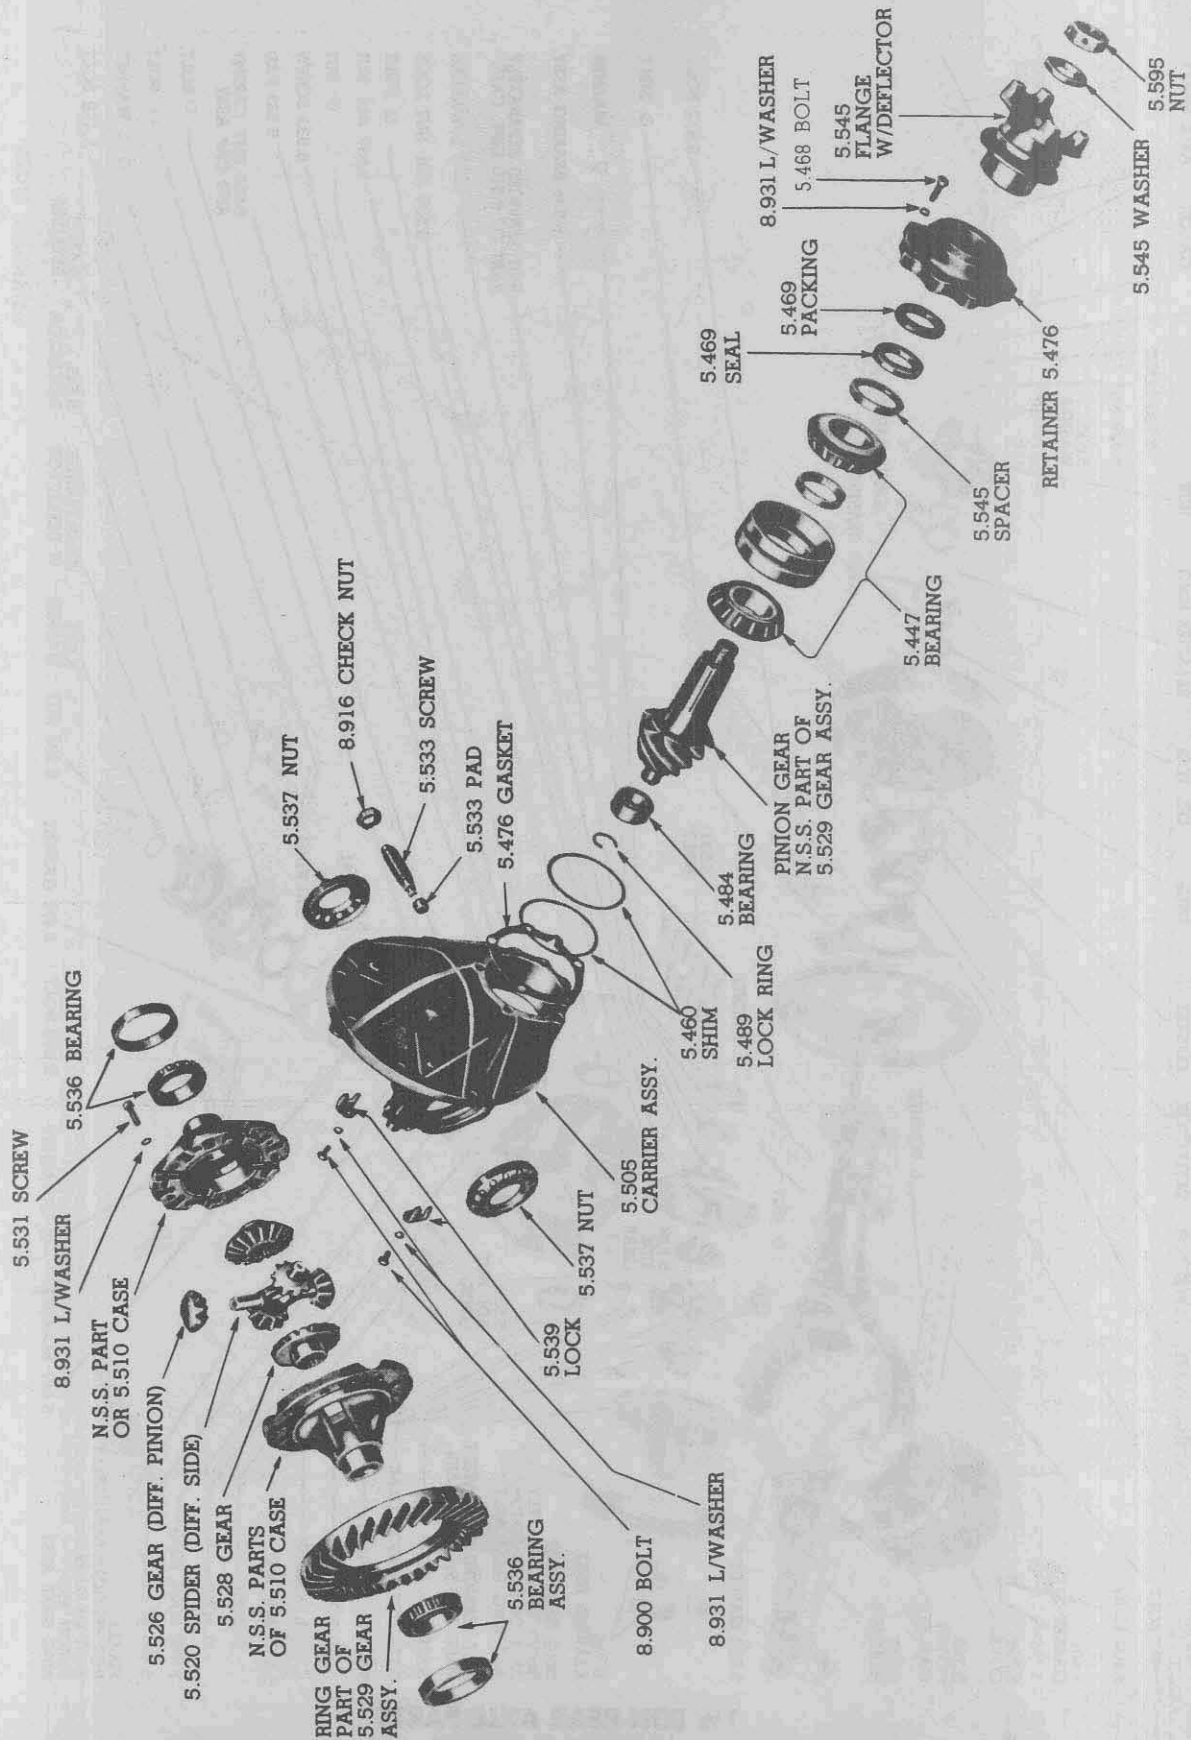 5.531 SCREW
8.931 L/WASHER
5.536 BEARING
N.S.S. PART
OR 5.510 CASE
5.526 GEAR (DIFF. PINION)
5.520 SPIDER (DIFF. SIDE)
5.528 GEAR
N.S.S. PARTS
OF 5.510 CASE
RING GEAR
PART OF
5.529 GEAR
ASSY.
5.536
BEARING
ASSY.
8.900 BOLT
8.931 L/WASHER
5.539
LOCK
5.537 NUT
5.505
CARRIER ASSY.
5.537 NUT
8.916 CHECK NUT
5.533 SCREW
5.533 PAD
5.476 GASKET
5.460
SHIM
5.489
LOCK RING
5.484
BEARING
PINION GEAR
N.S.S. PART OF
5.529 GEAR ASSY.
5.447
BEARING
5.545
SPACER
5.469
SEAL
5.469
PACKING
RETAINER 5.476
8.931 L/WASHER
5.468 BOLT
5.545
FLANGE
W/DEFLECTOR
5.545 WASHER
5.595
NUT